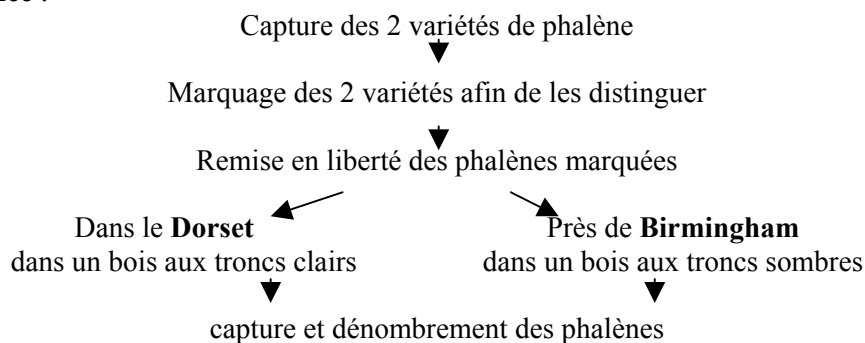 Capture des 2 variétés de phalène
Marquage des 2 variétés afin de les distinguer
Remise en liberté des phalènes marquées
Dans le Dorset
dans un bois aux troncs clairs
Près de Birmingham
dans un bois aux troncs sombres
capture et dénombrement des phalènes